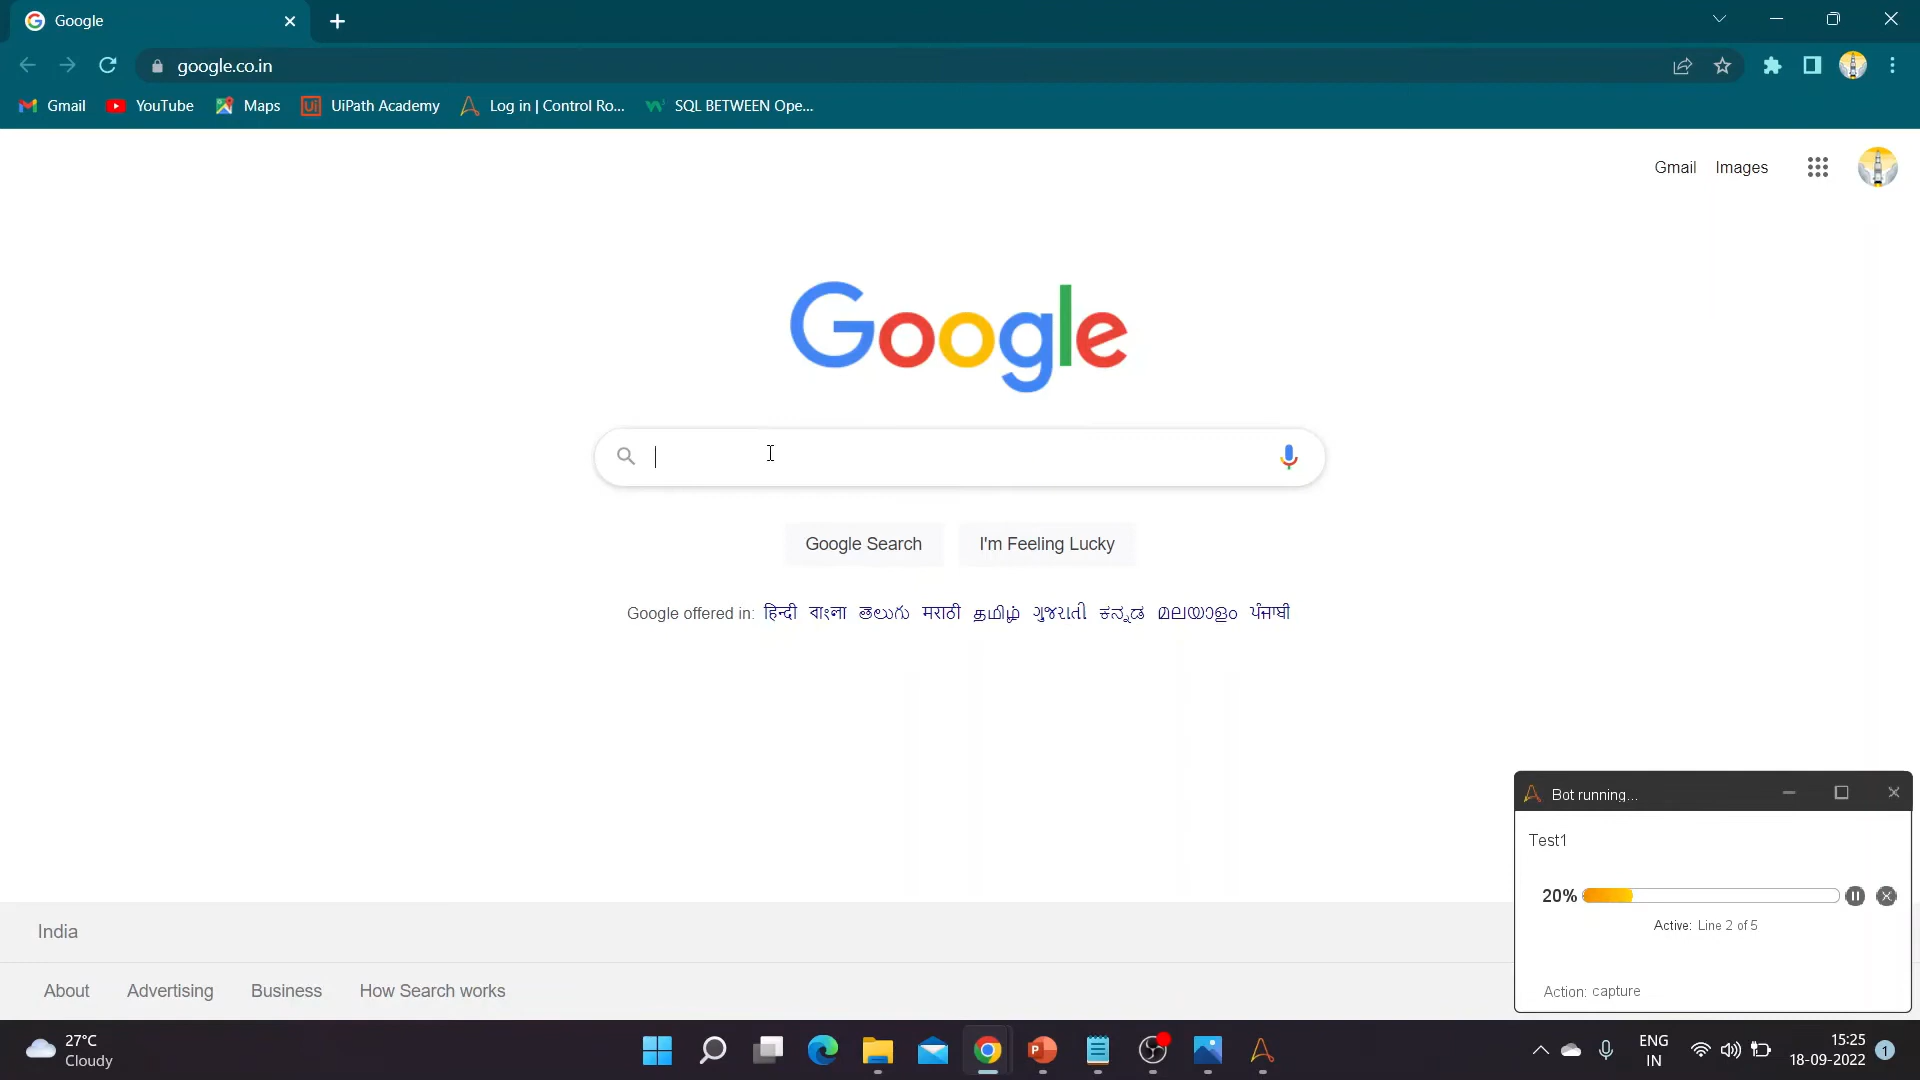 Google
google.co.in
Gmail YouTube Maps UiPath Academy Log in | Control Ro... SQL BETWEEN Ope...
Gmail Images
Google
Google Search I'm Feeling Lucky
Google offered in: हिन्दी বাংলা తెలుగు मराठी தமிழ் ગુજરાતી ಕನ್ನಡ മലയാളം ਪੰਜਾਬੀ
Bot running...
Test1
20%
Active: Line 2 of 5
Action: capture
India
About Advertising Business How Search works
27°C
Cloudy
ENG
IN
15:25
18-09-2022
1